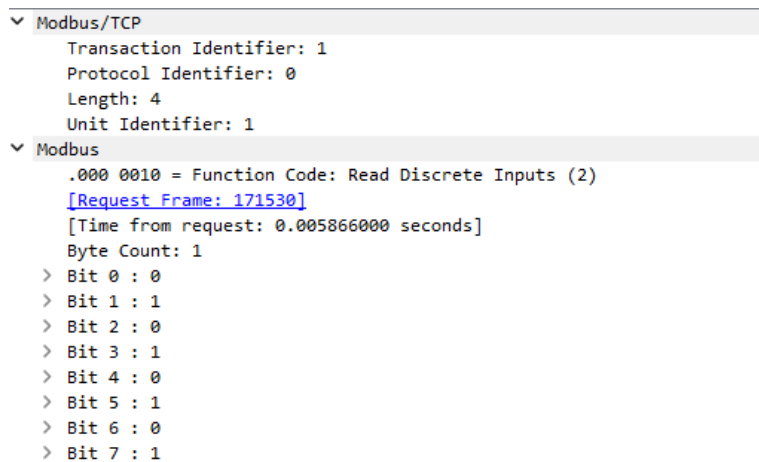 Modbus/TCP
Transaction Identifier: 1
Protocol Identifier: 0
Length: 4
Unit Identifier: 1
Modbus
.000 0010 = Function Code: Read Discrete Inputs (2)
[Request Frame: 171530]
[Time from request: 0.005866000 seconds]
Byte Count: 1
Bit 0 : 0
Bit 1 : 1
Bit 2 : 0
Bit 3 : 1
Bit 4 : 0
Bit 5 : 1
Bit 6 : 0
Bit 7 : 1